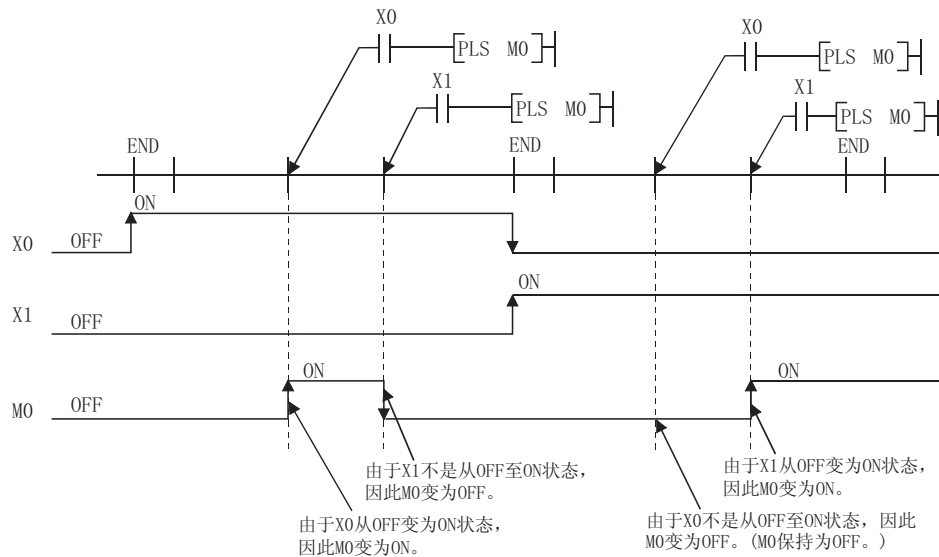 X0
PLS M0
X1
PLS M0
X0
PLS M0
X1
PLS M0
END
END
END
X0
OFF
ON
X1
OFF
ON
M0
OFF
ON
ON
由于X1不是从OFF至ON状态，
因此M0变为OFF。
由于X0从OFF变为ON状态，
因此M0变为ON。
由于X1从OFF变为ON状态，
因此M0变为ON。
由于X0不是从OFF至ON状态，因此
M0变为OFF。(M0保持为OFF。)